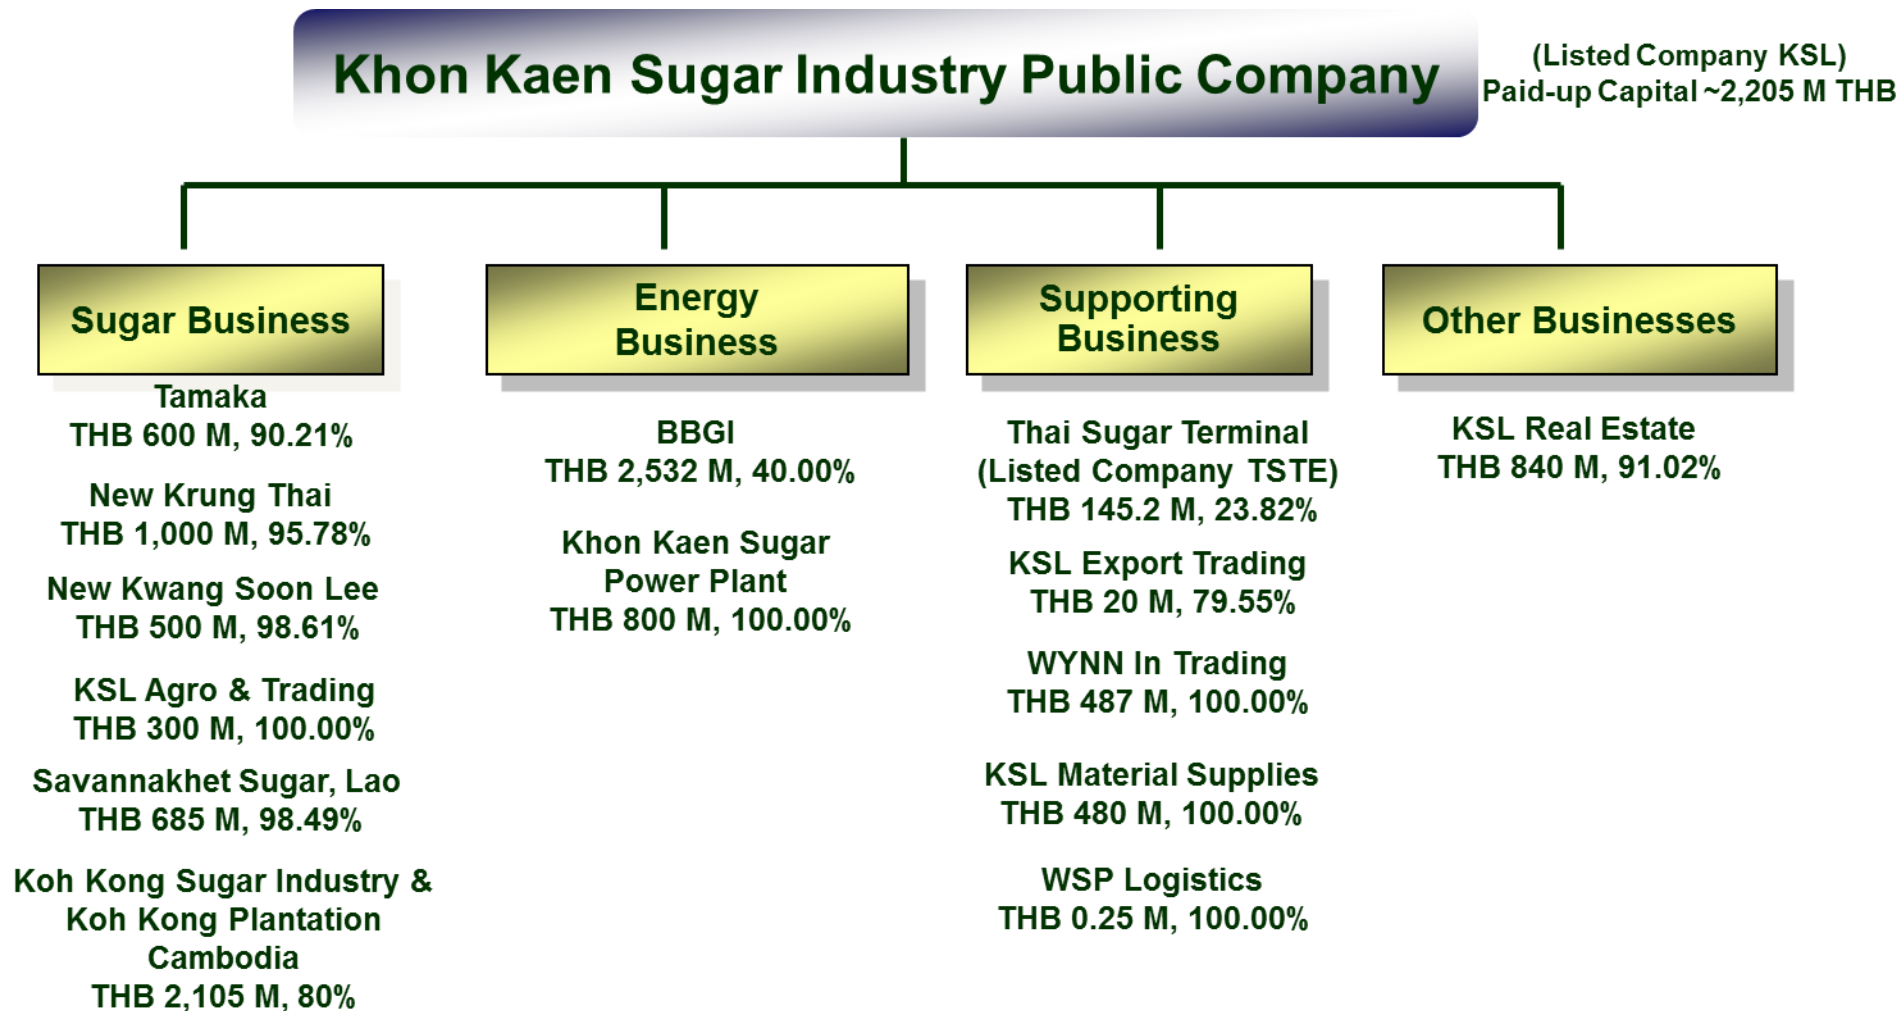 Khon Kaen Sugar Industry Public Company
(Listed Company KSL)
Paid-up Capital ~2,205 M THB
Sugar Business
Tamaka
THB 600 M, 90.21%
New Krung Thai
THB 1,000 M, 95.78%
New Kwang Soon Lee
THB 500 M, 98.61%
KSL Agro & Trading
THB 300 M, 100.00%
Savannakhet Sugar, Lao
THB 685 M, 98.49%
Koh Kong Sugar Industry &
Koh Kong Plantation
Cambodia
THB 2,105 M, 80%
Energy
Business
BBGI
THB 2,532 M, 40.00%
Khon Kaen Sugar
Power Plant
THB 800 M, 100.00%
Supporting
Business
Thai Sugar Terminal
(Listed Company TSTE)
THB 145.2 M, 23.82%
KSL Export Trading
THB 20 M, 79.55%
WYNN In Trading
THB 487 M, 100.00%
KSL Material Supplies
THB 480 M, 100.00%
WSP Logistics
THB 0.25 M, 100.00%
Other Businesses
KSL Real Estate
THB 840 M, 91.02%